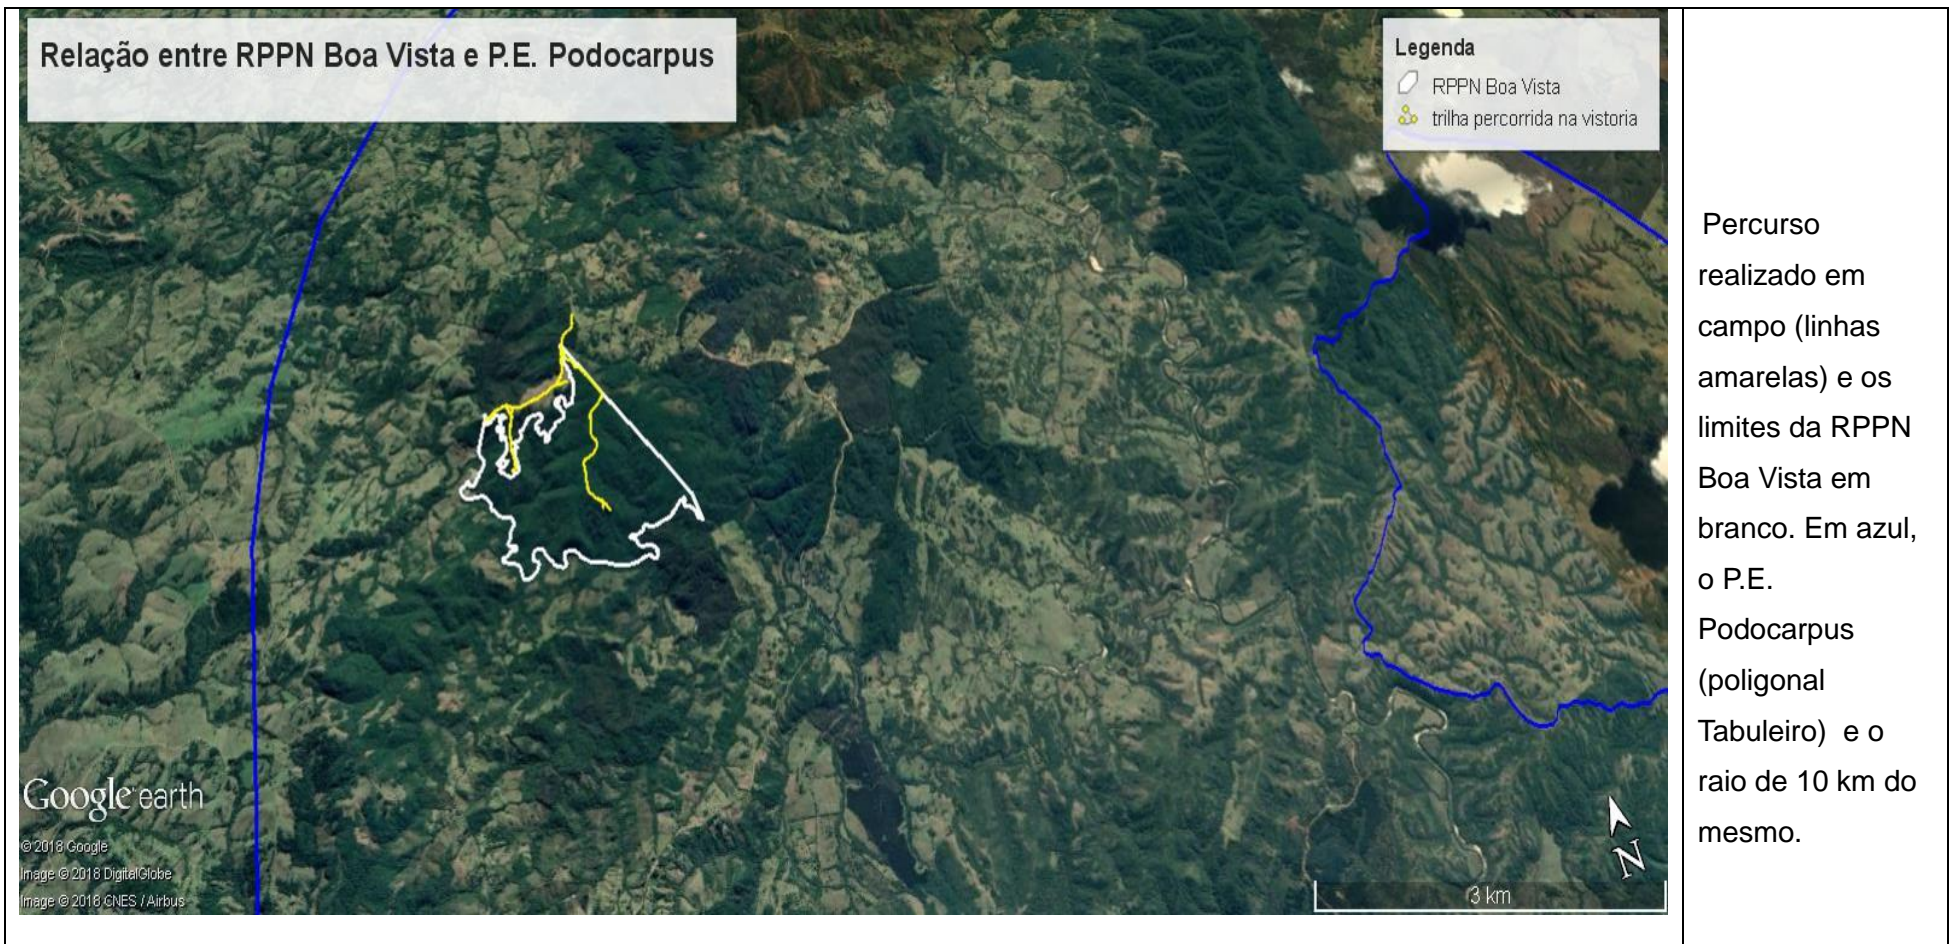 Relação entre RPPN Boa Vista e P.E. Podocarpus
Legenda
RPPN Boa Vista
trilha percorrida na vistoria
Google earth
© 2018 Google
Image © 2018 DigitalGlobe
Image © 2018 CNES / Airbus
N
3 km
Percurso
realizado em
campo (linhas
amarelas) e os
limites da RPPN
Boa Vista em
branco. Em azul,
o P.E.
Podocarpus
(poligonal
Tabuleiro) e o
raio de 10 km do
mesmo.